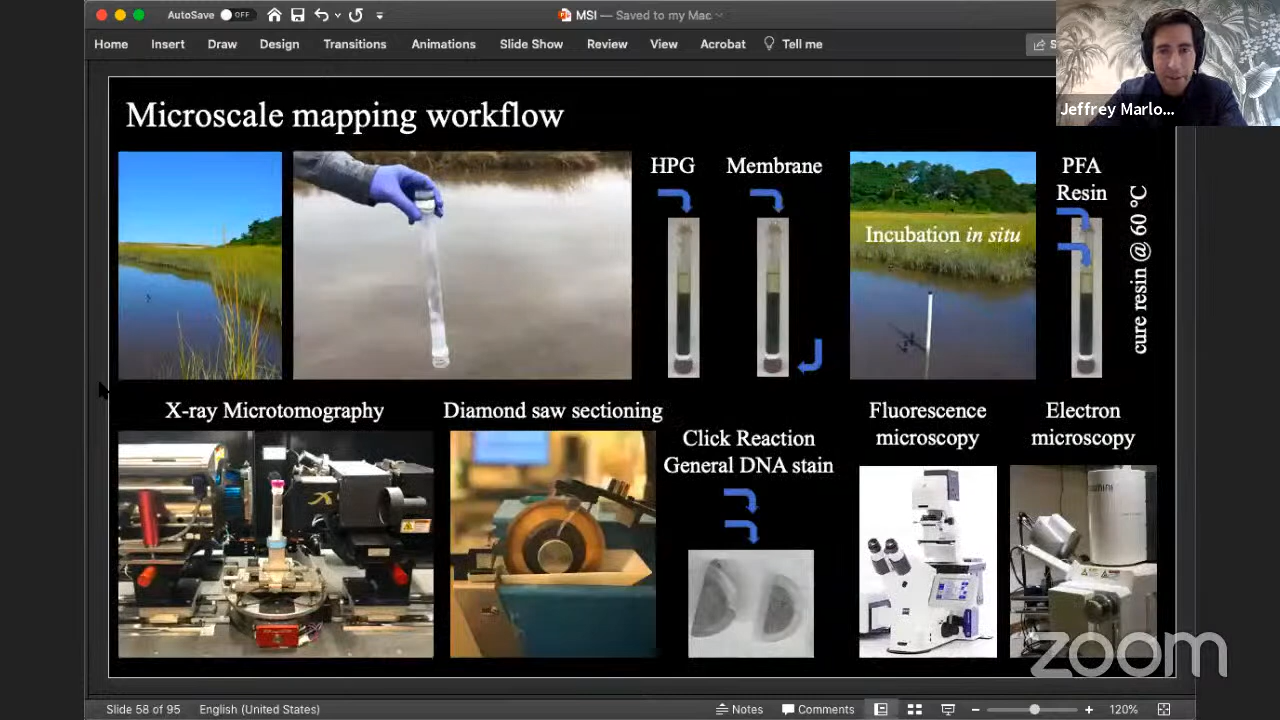 AutoSave OFF
MSI — Saved to my Mac
Home Insert Draw Design Transitions Animations Slide Show Review View Acrobat Tell me
Jeffrey Marlo...
Microscale mapping workflow
HPG
Membrane
Incubation in situ
PFA
Resin
cure resin @ 60 °C
X-ray Microtomography
Diamond saw sectioning
Click Reaction
General DNA stain
Fluorescence
microscopy
Electron
microscopy
zoom
Slide 58 of 95 English (United States) Notes Comments 120%